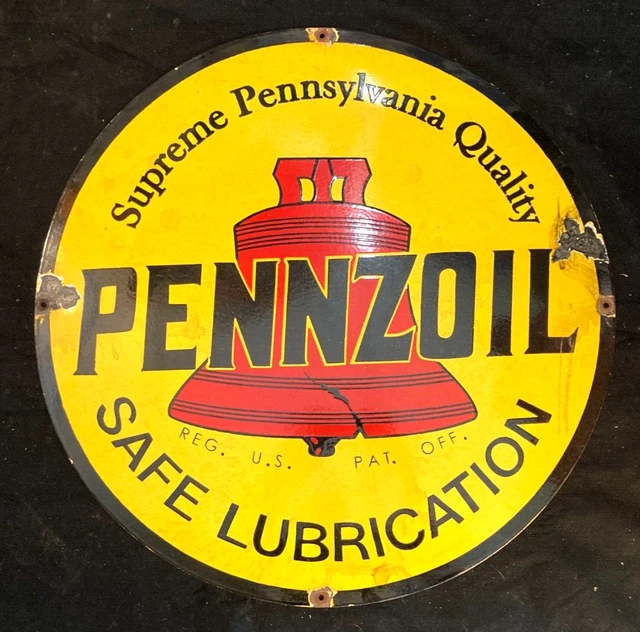 Supreme Pennsylvania Quality
PENNZOIL
REG. U.S. PAT. OFF.
SAFE LUBRICATION